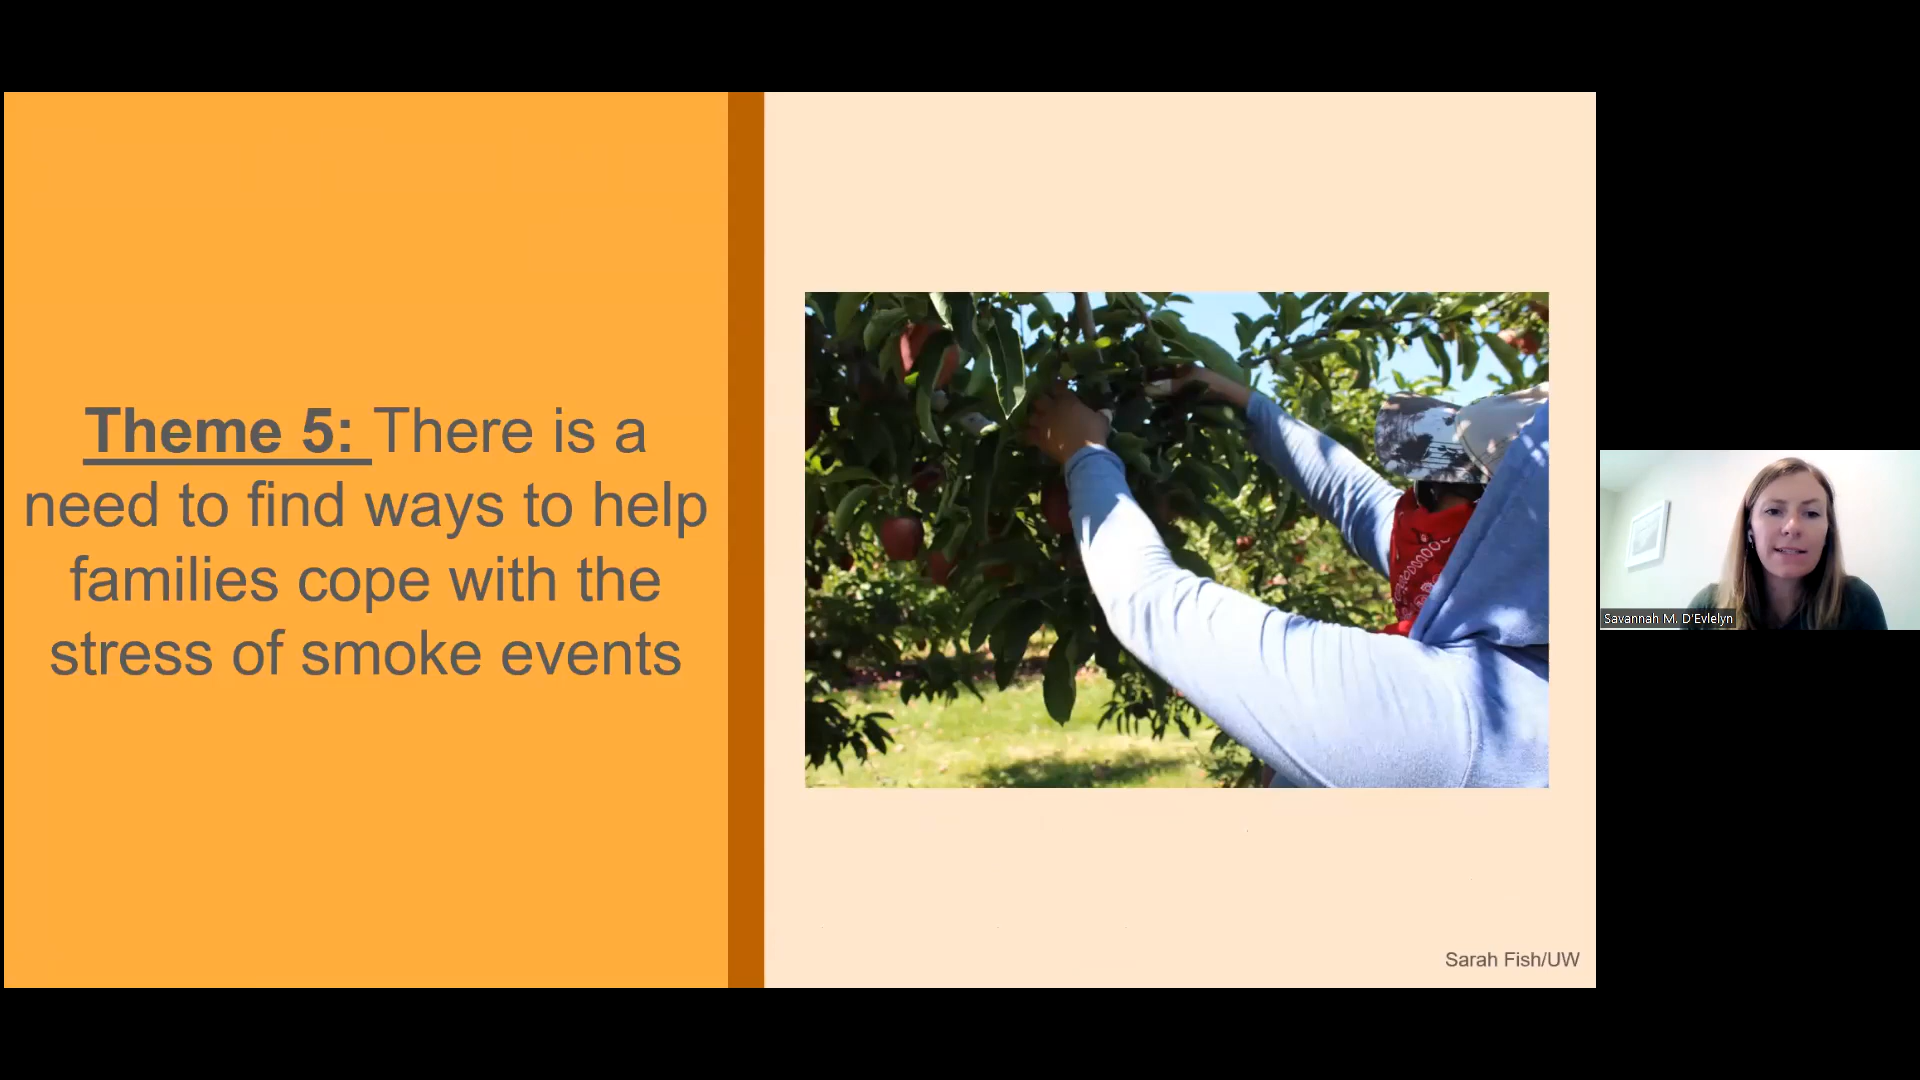 Theme 5: There is a
need to find ways to help
families cope with the
stress of smoke events
Sarah Fish/UW
Savannah M. D'Evlelyn